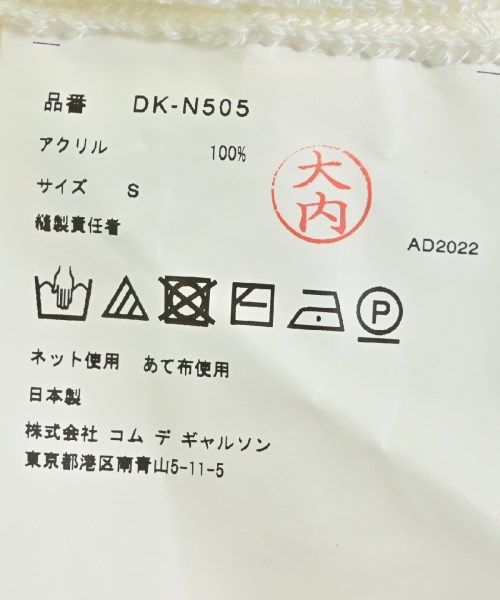 品番 DK-N505
アクリル 100%
サイズ S
縫製責任者
大内
AD2022
P
ネット使用 あて布使用
日本製
株式会社 コム デ ギャルソン
東京都港区南青山5-11-5